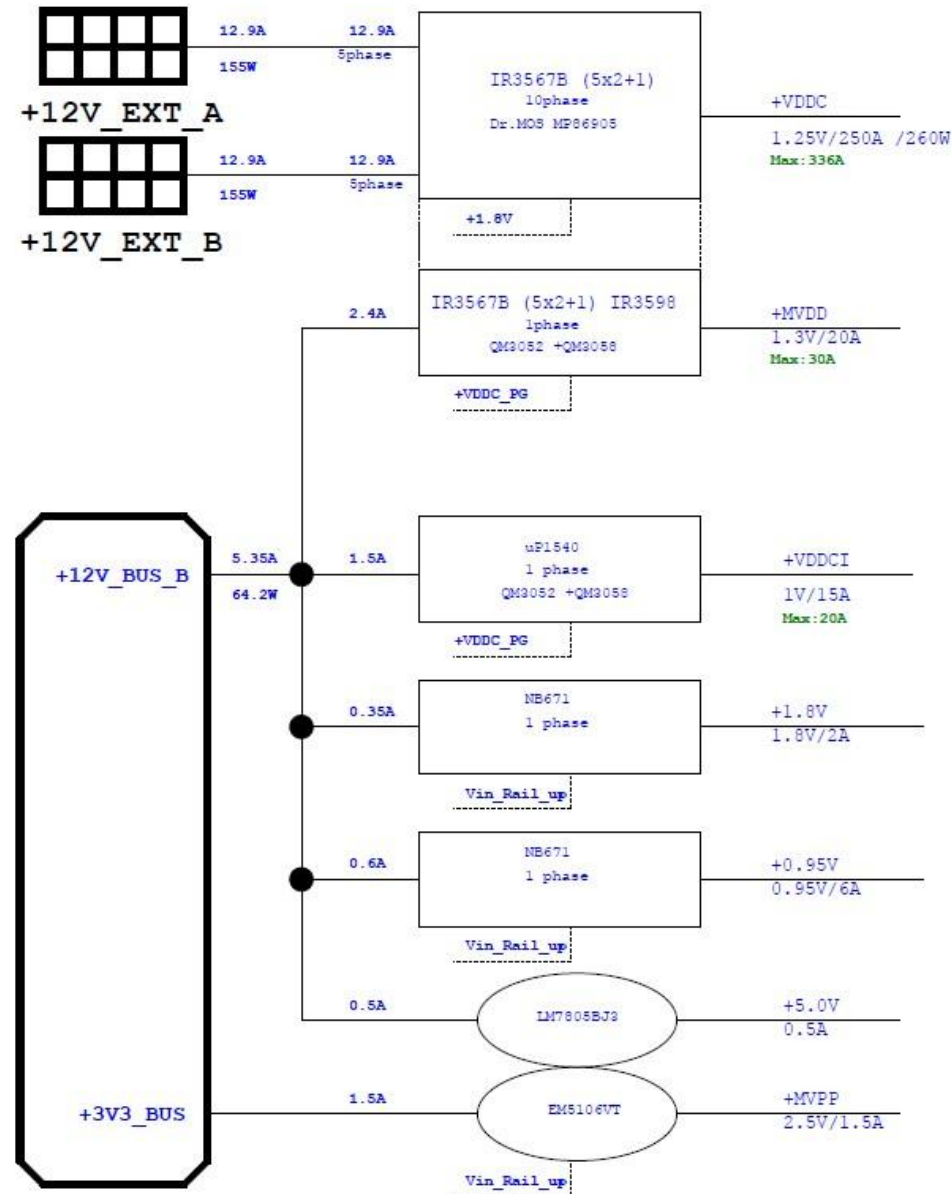 12.9A
12.9A
155W
5phase
+12V_EXT_A
12.9A
12.9A
155W
5phase
+12V_EXT_B
IR3567B (5x2+1)
10phase
Dr.MOS MP86905
+VDDC
1.25V/250A /260W
Max:336A
+1.8V
2.4A
IR3567B (5x2+1) IR3598
1phase
QM3052 +QM3058
+MVDD
1.3V/20A
Max:30A
+VDDC_PG
+12V_BUS_B
5.35A
64.2W
1.5A
uP1540
1 phase
QM3052 +QM3058
+VDDCI
1V/15A
Max:20A
+VDDC_PG
0.35A
NB671
1 phase
+1.8V
1.8V/2A
Vin_Rail_up
0.6A
NB671
1 phase
+0.95V
0.95V/6A
Vin_Rail_up
0.5A
LM7805BJ3
+5.0V
0.5A
+3V3_BUS
1.5A
EM5106VT
+MVPP
2.5V/1.5A
Vin_Rail_up